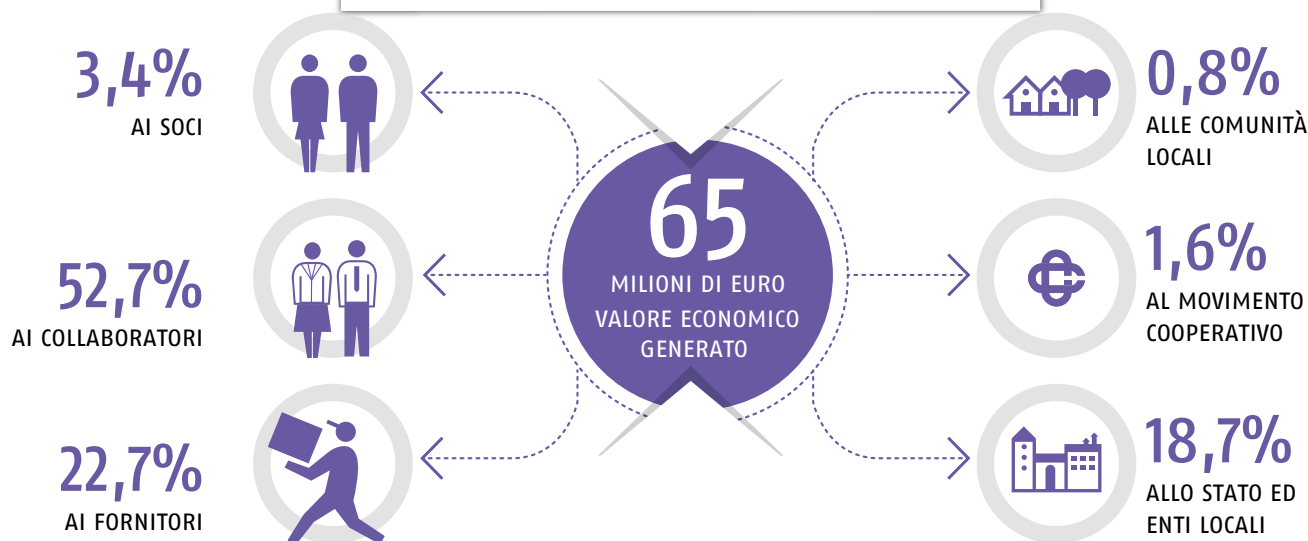 3,4%
AI SOCI
52,7%
AI COLLABORATORI
22,7%
AI FORNITORI
65
MILIONI DI EURO
VALORE ECONOMICO
GENERATO
0,8%
ALLE COMUNITÀ
LOCALI
1,6%
AL MOVIMENTO
COOPERATIVO
18,7%
ALLO STATO ED
ENTI LOCALI